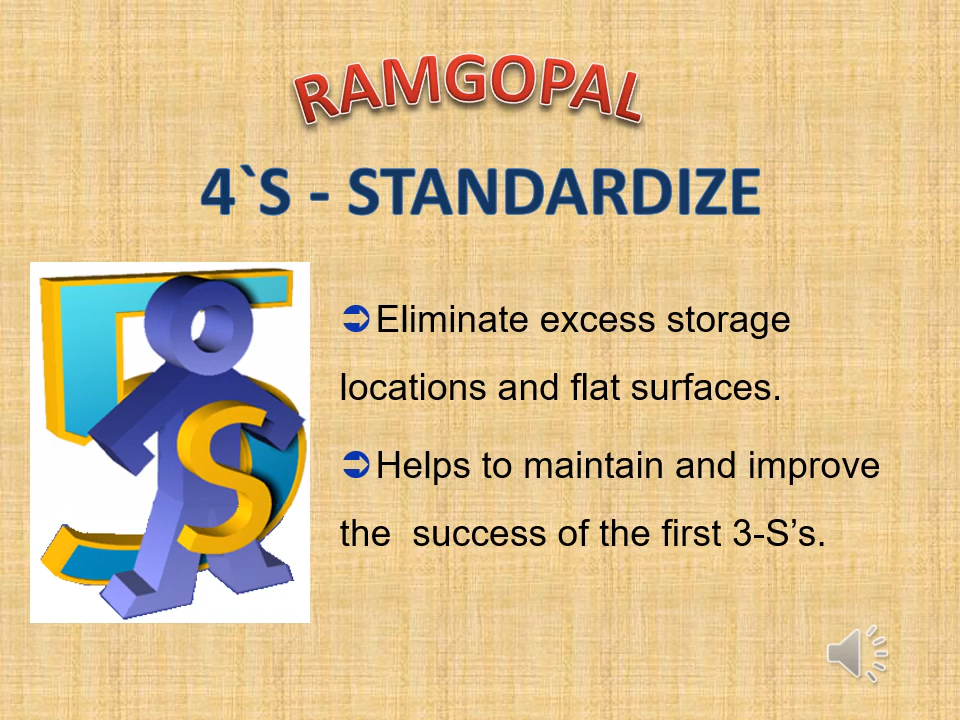 RAMGOPAL
4`S - STANDARDIZE
5
S
➲Eliminate excess storage
locations and flat surfaces.
➲Helps to maintain and improve
the  success of the first 3-S’s.